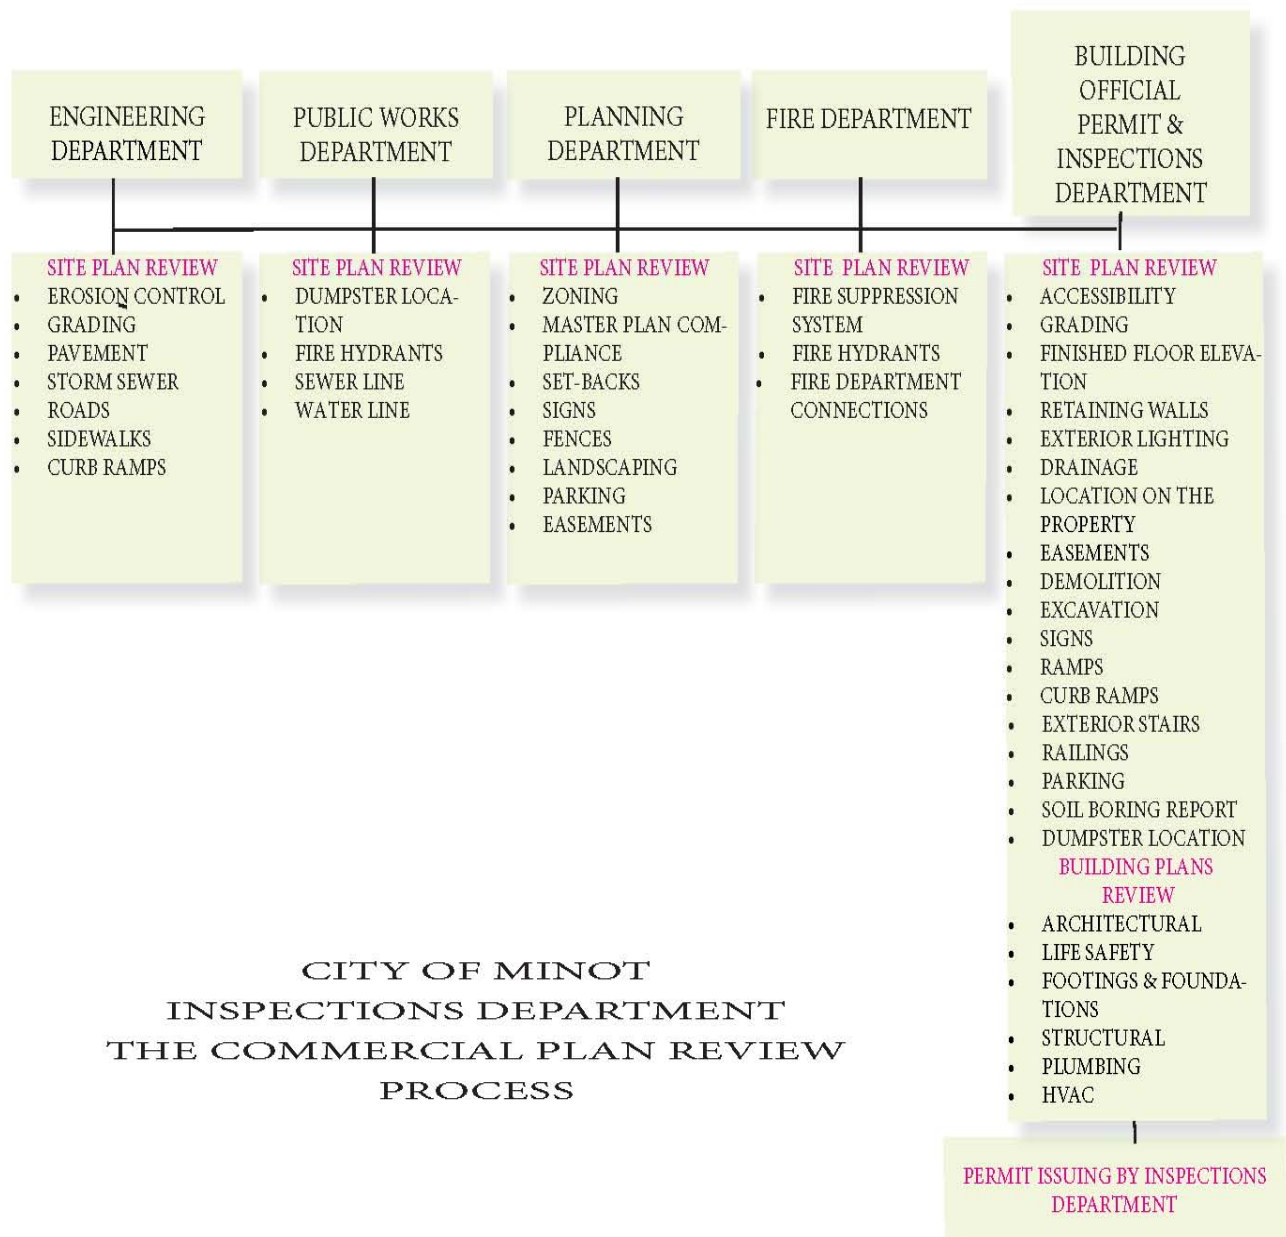 ENGINEERING
DEPARTMENT
PUBLIC WORKS
DEPARTMENT
PLANNING
DEPARTMENT
FIRE DEPARTMENT
BUILDING
OFFICIAL
PERMIT &
INSPECTIONS
DEPARTMENT
SITE PLAN REVIEW
• EROSION CONTROL
• GRADING
• PAVEMENT
• STORM SEWER
• ROADS
• SIDEWALKS
• CURB RAMPS
SITE PLAN REVIEW
• DUMPSTER LOCA-
TION
• FIRE HYDRANTS
• SEWER LINE
• WATER LINE
SITE PLAN REVIEW
• ZONING
• MASTER PLAN COM-
PLIANCE
• SET-BACKS
• SIGNS
• FENCES
• LANDSCAPING
• PARKING
• EASEMENTS
SITE PLAN REVIEW
• FIRE SUPPRESSION
SYSTEM
• FIRE HYDRANTS
• FIRE DEPARTMENT
CONNECTIONS
SITE PLAN REVIEW
• ACCESSIBILITY
• GRADING
• FINISHED FLOOR ELEVA-
TION
• RETAINING WALLS
• EXTERIOR LIGHTING
• DRAINAGE
• LOCATION ON THE
PROPERTY
• EASEMENTS
• DEMOLITION
• EXCAVATION
• SIGNS
• RAMPS
• CURB RAMPS
• EXTERIOR STAIRS
• RAILINGS
• PARKING
• SOIL BORING REPORT
• DUMPSTER LOCATION
BUILDING PLANS
REVIEW
• ARCHITECTURAL
• LIFE SAFETY
• FOOTINGS & FOUNDA-
TIONS
• STRUCTURAL
• PLUMBING
• HVAC
PERMIT ISSUING BY INSPECTIONS
DEPARTMENT
CITY OF MINOT
INSPECTIONS DEPARTMENT
THE COMMERCIAL PLAN REVIEW
PROCESS